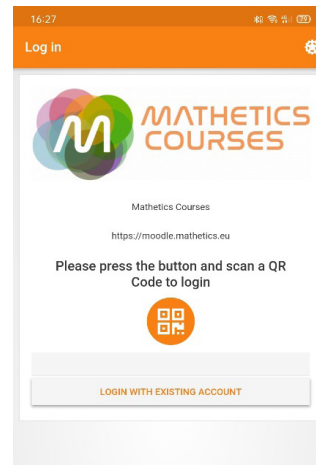 16:27
79
Log in
MATHETICS
COURSES
Mathetics Courses
https://moodle.mathetics.eu
Please press the button and scan a QR
Code to login
LOGIN WITH EXISTING ACCOUNT